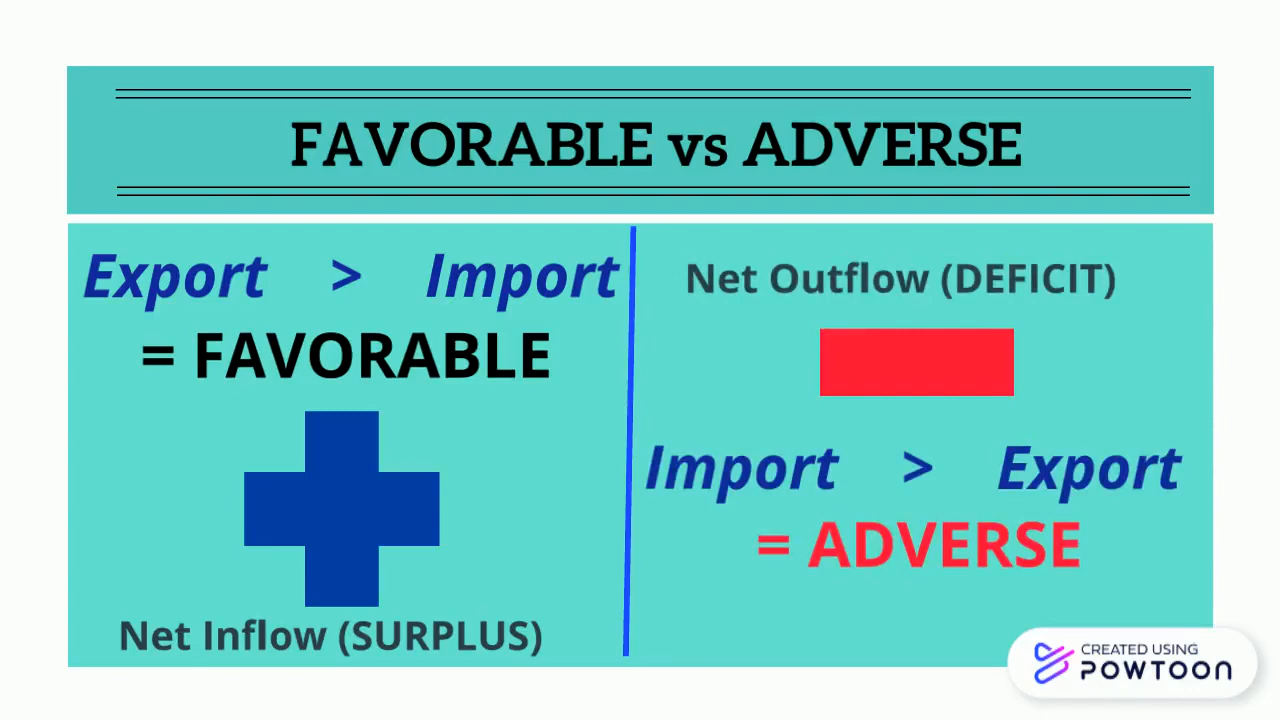 FAVORABLE vs ADVERSE
Export > Import
= FAVORABLE
Net Inflow (SURPLUS)
Net Outflow (DEFICIT)
Import > Export
= ADVERSE
CREATED USING
POWTOON